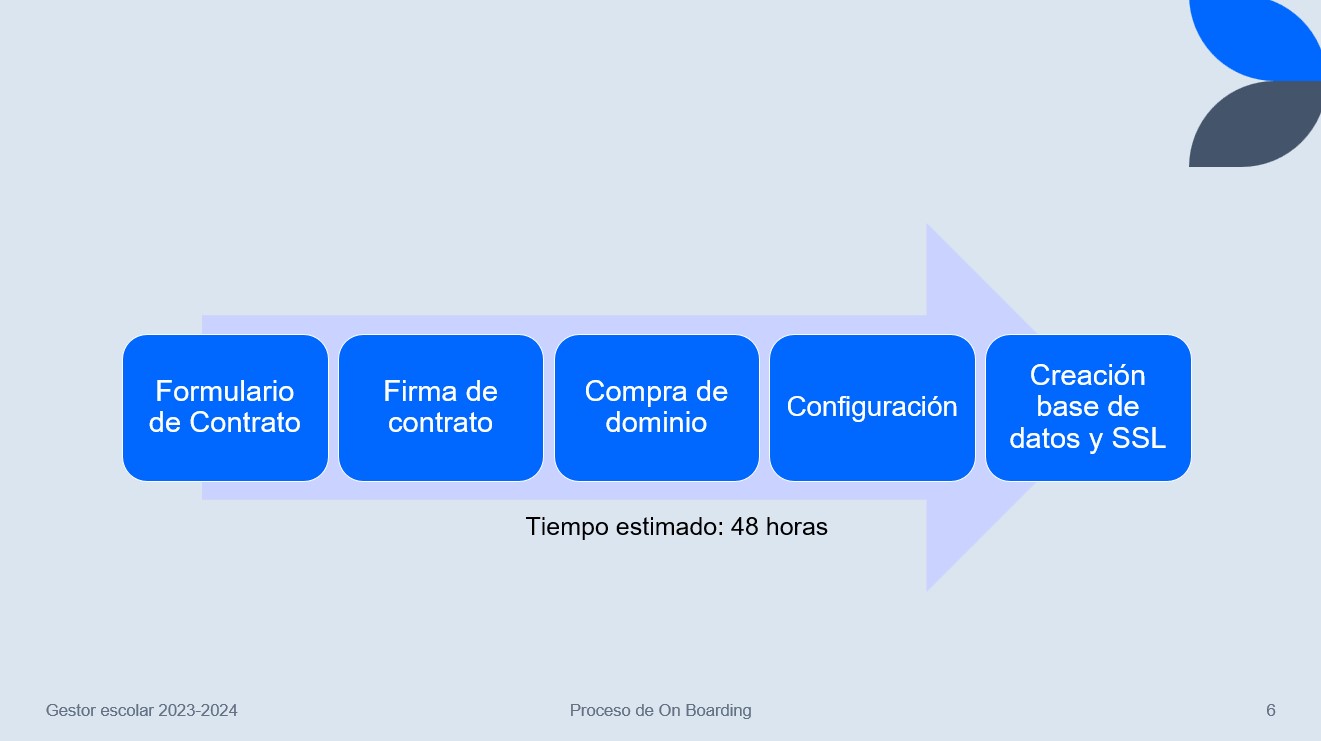 Formulario
de Contrato
Firma de
contrato
Compra de
dominio
Configuración
Creación
base de
datos y SSL
Tiempo estimado: 48 horas
Gestor escolar 2023-2024
Proceso de On Boarding
6